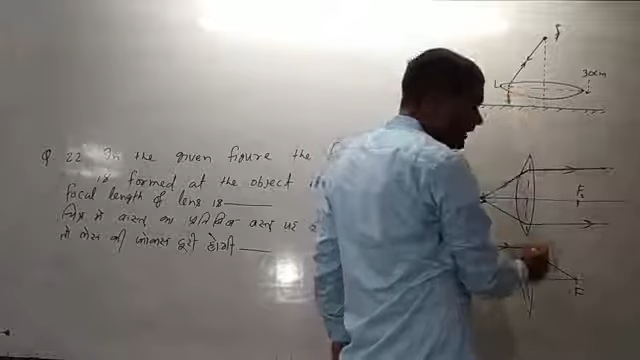 Q 22 In the given figure the
is formed at the object
focal length of lens is ———
चित्र में वस्तु का प्रतिबिंब वस्तु पर
तो लेंस की फोकस दूरी होगी ———
L
30cm
F
F